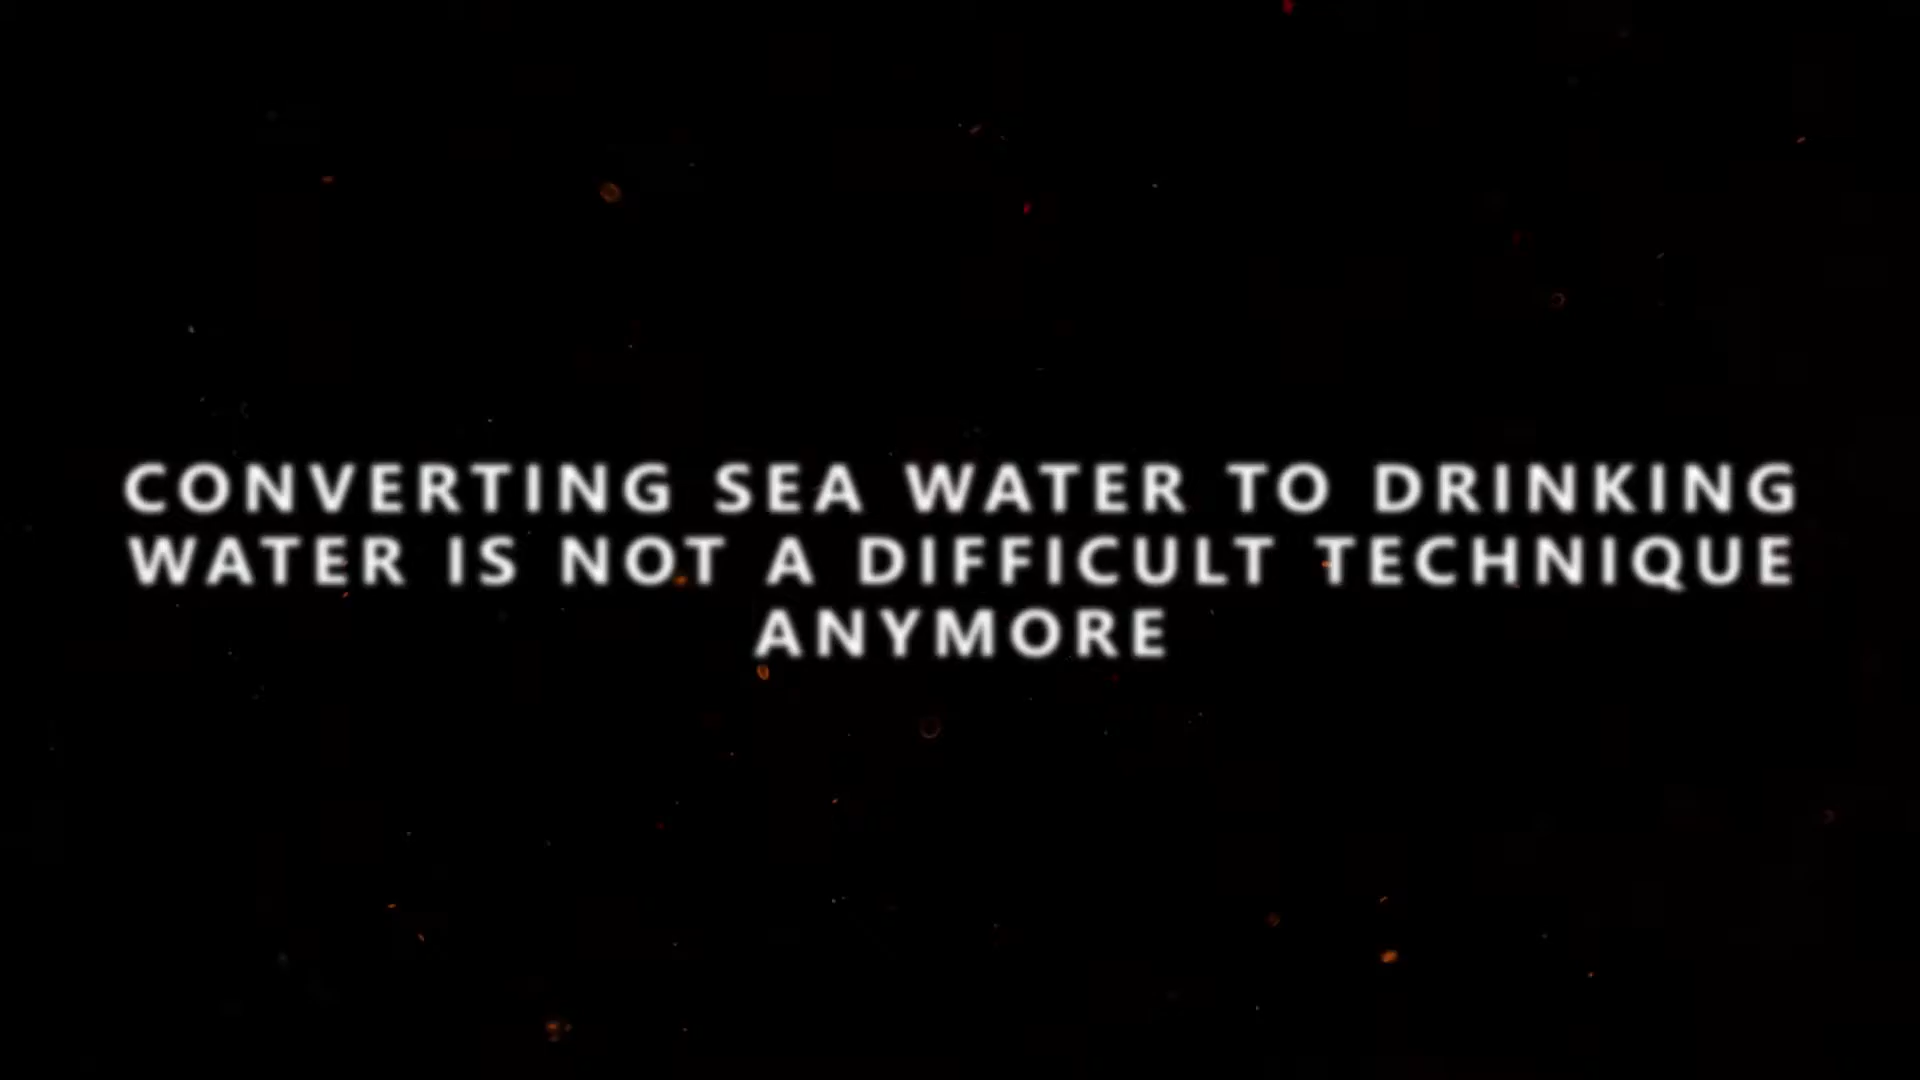 CONVERTING SEA WATER TO DRINKING
WATER IS NOT A DIFFICULT TECHNIQUE
ANYMORE